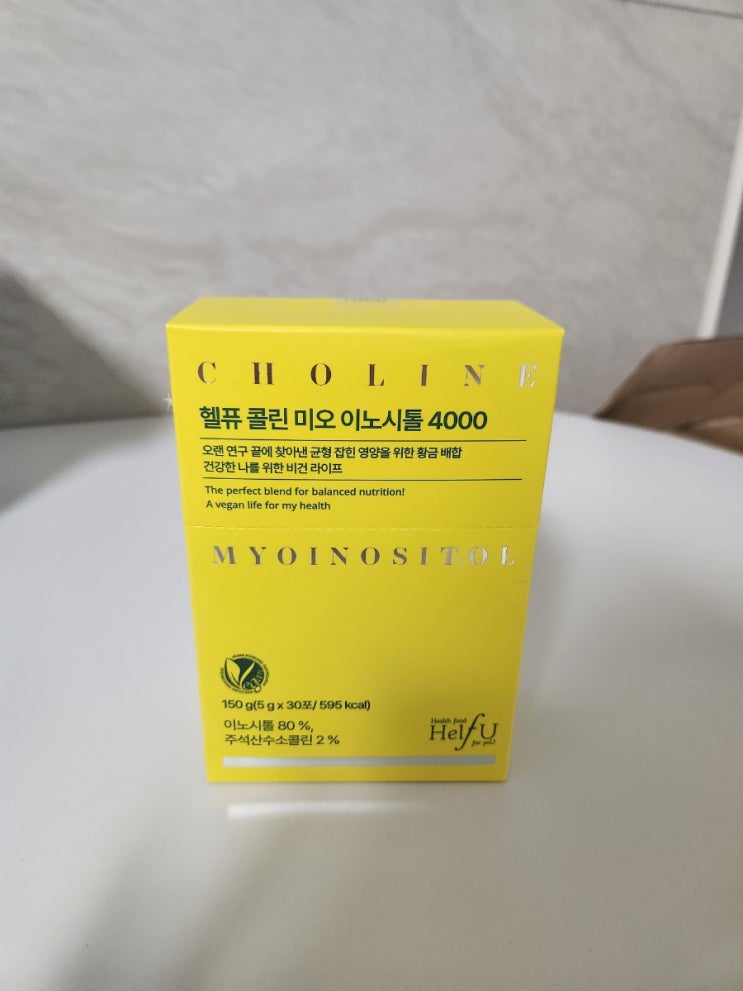 CHOLINE
헬퓨 콜린 미오 이노시톨 4000
오랜 연구 끝에 찾아낸 균형 잡힌 영양을 위한 황금 배합
건강한 나를 위한 비건 라이프
The perfect blend for balanced nutrition!
A vegan life for my health
MYOINOSITOL
150 g(5 g x 30포/ 595 kcal)
이노시톨 80 %,
주석산수소콜린 2 %
Health food
HelfU
for you!